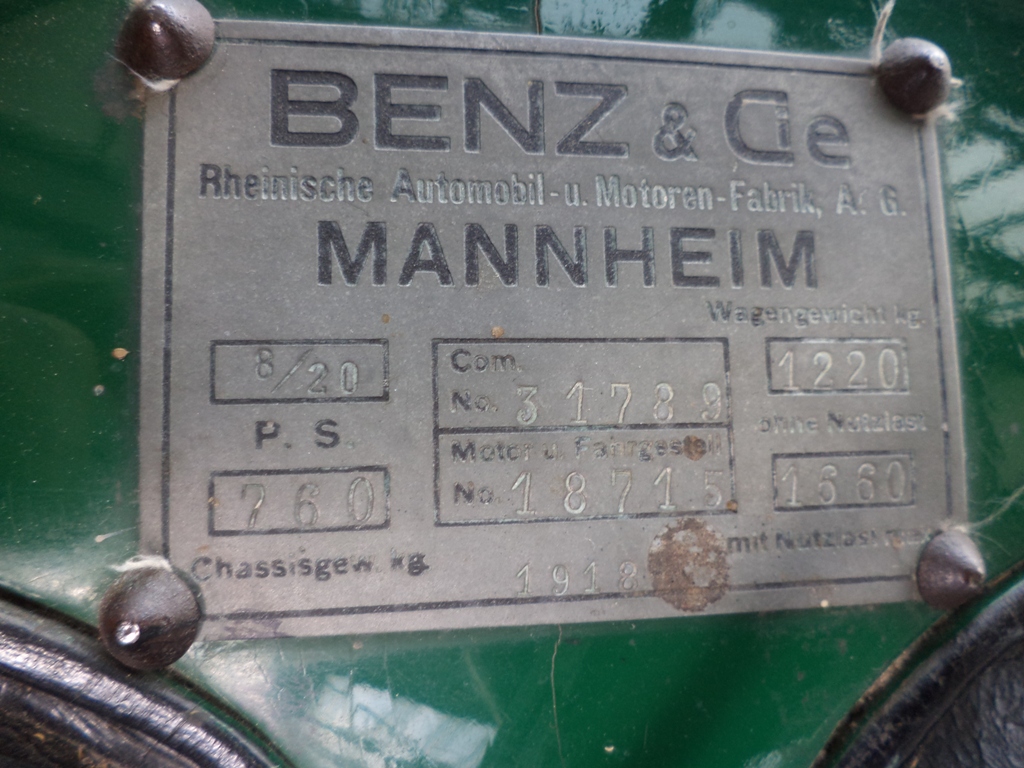 BENZ & Cie
Rheinische Automobil-u. Motoren-Fabrik, A. G.
MANNHEIM
Wagengewicht kg.
8/20
P. S.
760
Chassisgew. kg.
Com.
No. 31789
Motor u. Fahrgestell
No. 18715
1918
1220
ohne Nutzlast
1660
mit Nutzlast